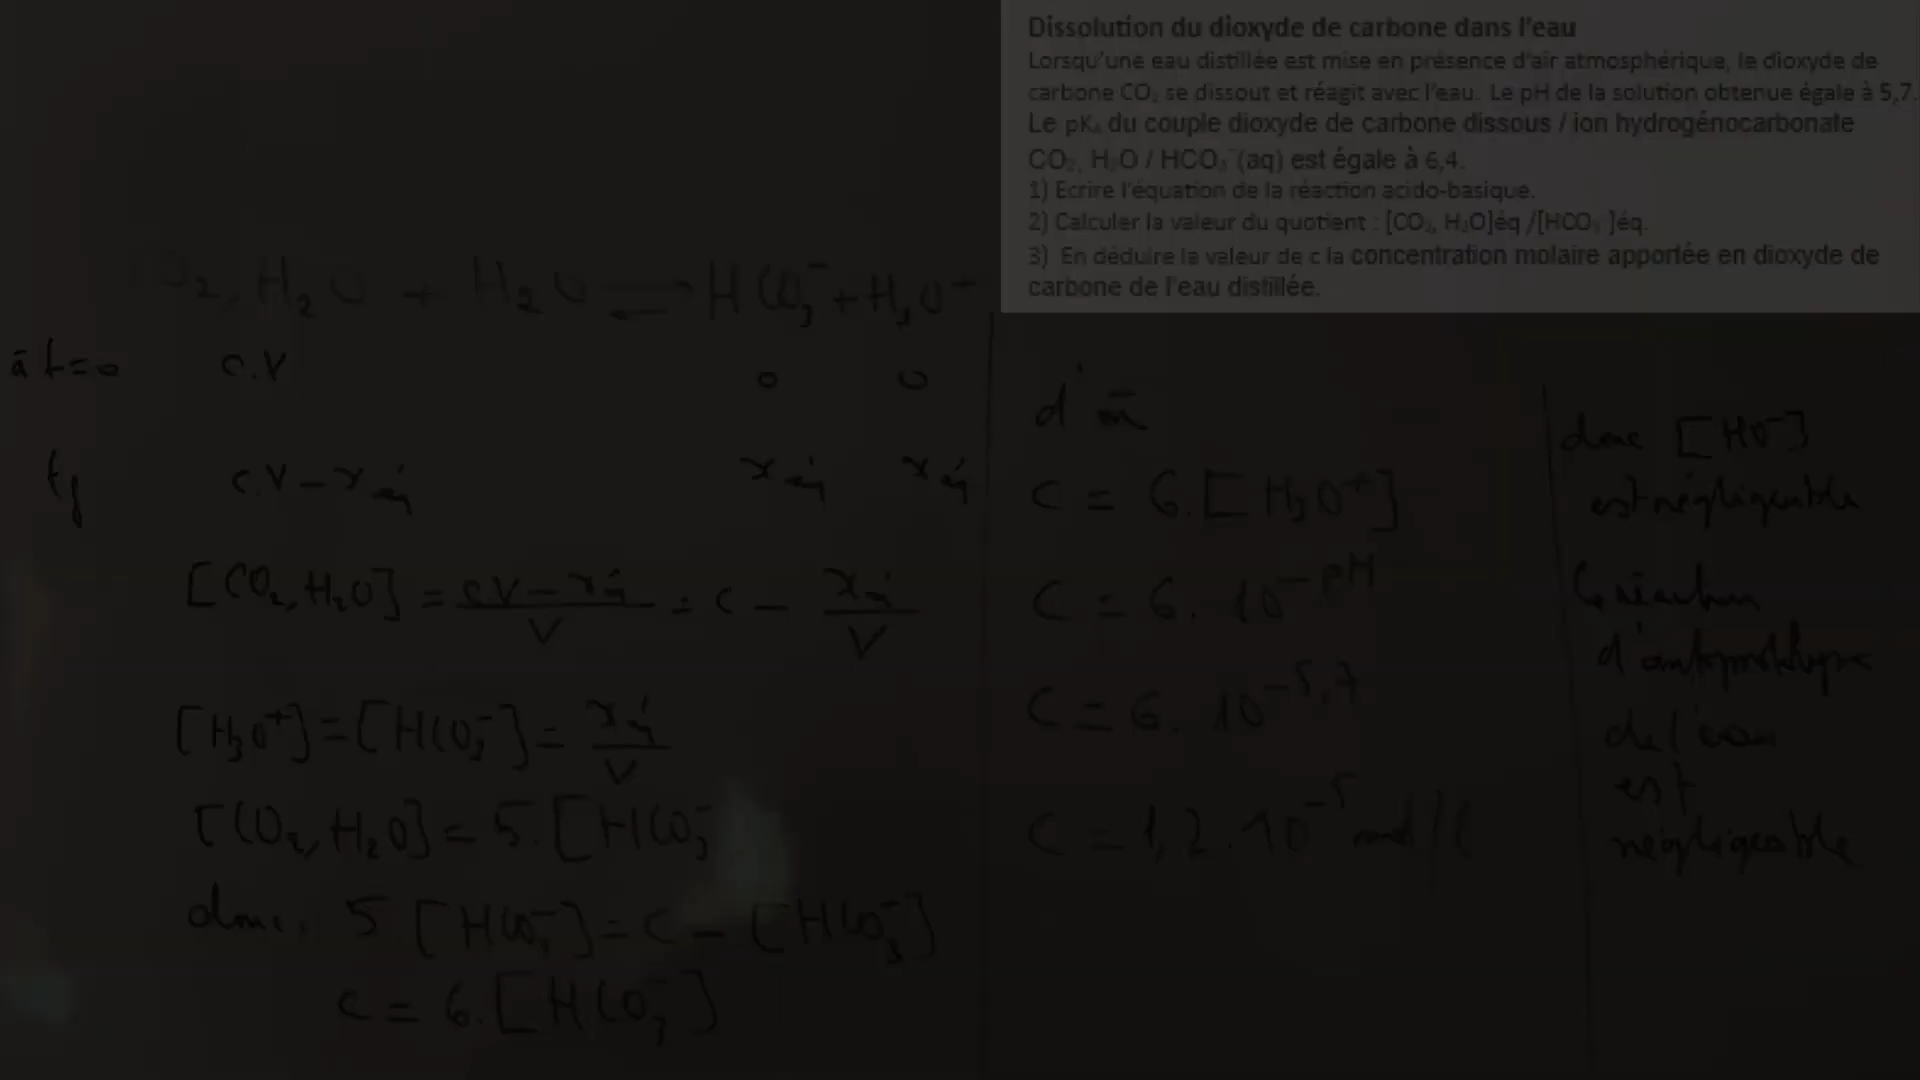 Dissolution du dioxyde de carbone dans l'eau
Lorsqu'une eau distillée est mise en présence d'air atmosphérique, le dioxyde de
carbone CO₂ se dissout et réagit avec l'eau. Le pH de la solution obtenue égale à 5,7.
Le pKₐ du couple dioxyde de carbone dissous / ion hydrogénocarbonate
CO₂, H₂O / HCO₃⁻(aq) est égale à 6,4.
1) Ecrire l'équation de la réaction acido-basique.
2) Calculer la valeur du quotient : [CO₂, H₂O]éq /[HCO₃⁻]éq.
3) En déduire la valeur de c la concentration molaire apportée en dioxyde de
carbone de l'eau distillée.
CO₂, H₂O + H₂O ⇌ HCO₃⁻ + H₃O⁺
à t=0 c.V 0 0
tf c.V – xéq xéq xéq
[CO₂, H₂O] = cV – xéq / V = c – xéq / V
[H₃O⁺] = [HCO₃⁻] = xéq / V
[CO₂, H₂O] = 5. [HCO₃⁻
donc. 5 [HCO₃⁻] = c – [HCO₃⁻]
c = 6. [HCO₃⁻]
d'où
C = 6. [H₃O⁺]
C = 6. 10^–pH
C = 6. 10^–5,7
C = 1,2. 10^–5 mol/l
donc [HO⁻]
est négligeable
réaction
d'autoprotolyse
de l'eau
est
négligeable